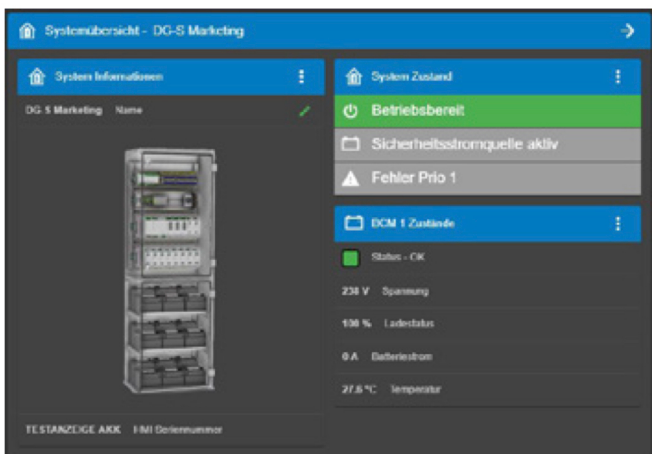 Systemübersicht - DG-S Marketing
System Informationen
DG-S Marketing Name
TESTANZEIGE AKK HMI Seriennummer
System Zustand
Betriebsbereit
Sicherheitsstromquelle aktiv
Fehler Prio 1
BCM 1 Zustände
Status - OK
238 V Spannung
100 % Ladestatus
0 A Batteriestrom
27.6 °C Temperatur